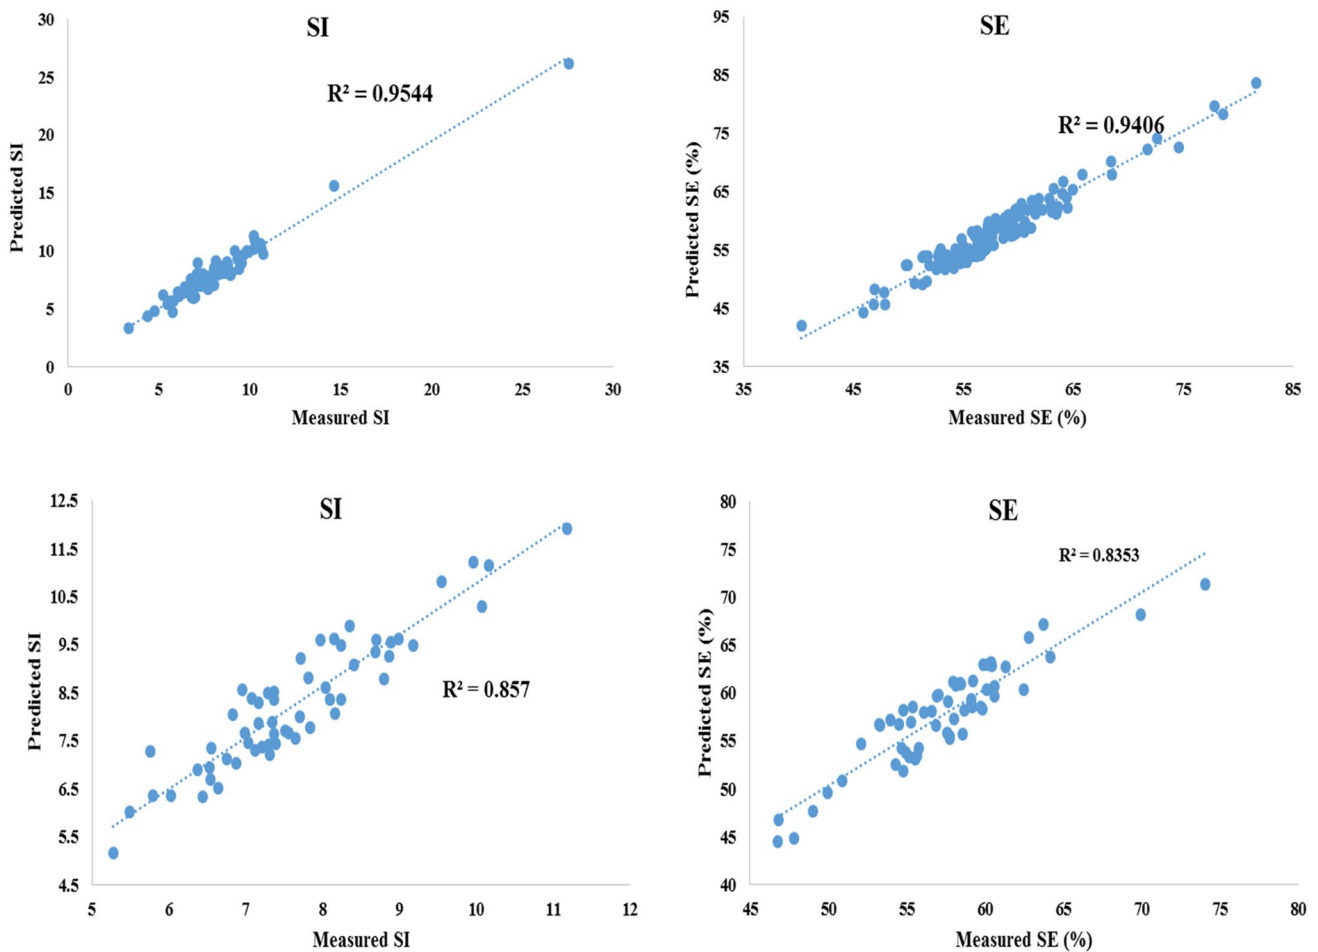 SI
R² = 0.9544
Predicted SI
30
25
20
15
10
5
0
0 5 10 15 20 25 30
Measured SI
SE
R² = 0.9406
Predicted SE (%)
95
85
75
65
55
45
35
35 45 55 65 75 85
Measured SE (%)
SI
R² = 0.857
Predicted SI
12.5
11.5
10.5
9.5
8.5
7.5
6.5
5.5
4.5
5 6 7 8 9 10 11 12
Measured SI
SE
R² = 0.8353
Predicted SE (%)
80
75
70
65
60
55
50
45
40
45 50 55 60 65 70 75 80
Measured SE (%)